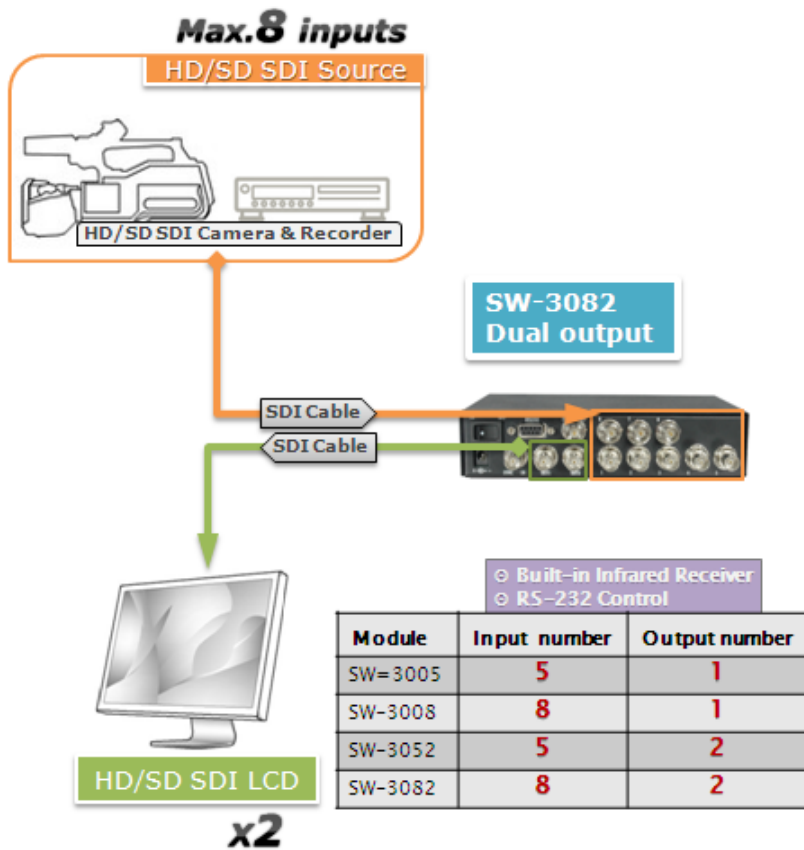 Max.8 inputs
HD/SD SDI Source
HD/SD SDI Camera & Recorder
SW-3082
Dual output
SDI Cable
SDI Cable
⊙ Built-in Infrared Receiver
⊙ RS-232 Control
Module Input number Output number
SW=3005 5 1
SW-3008 8 1
SW-3052 5 2
SW-3082 8 2
HD/SD SDI LCD
x2